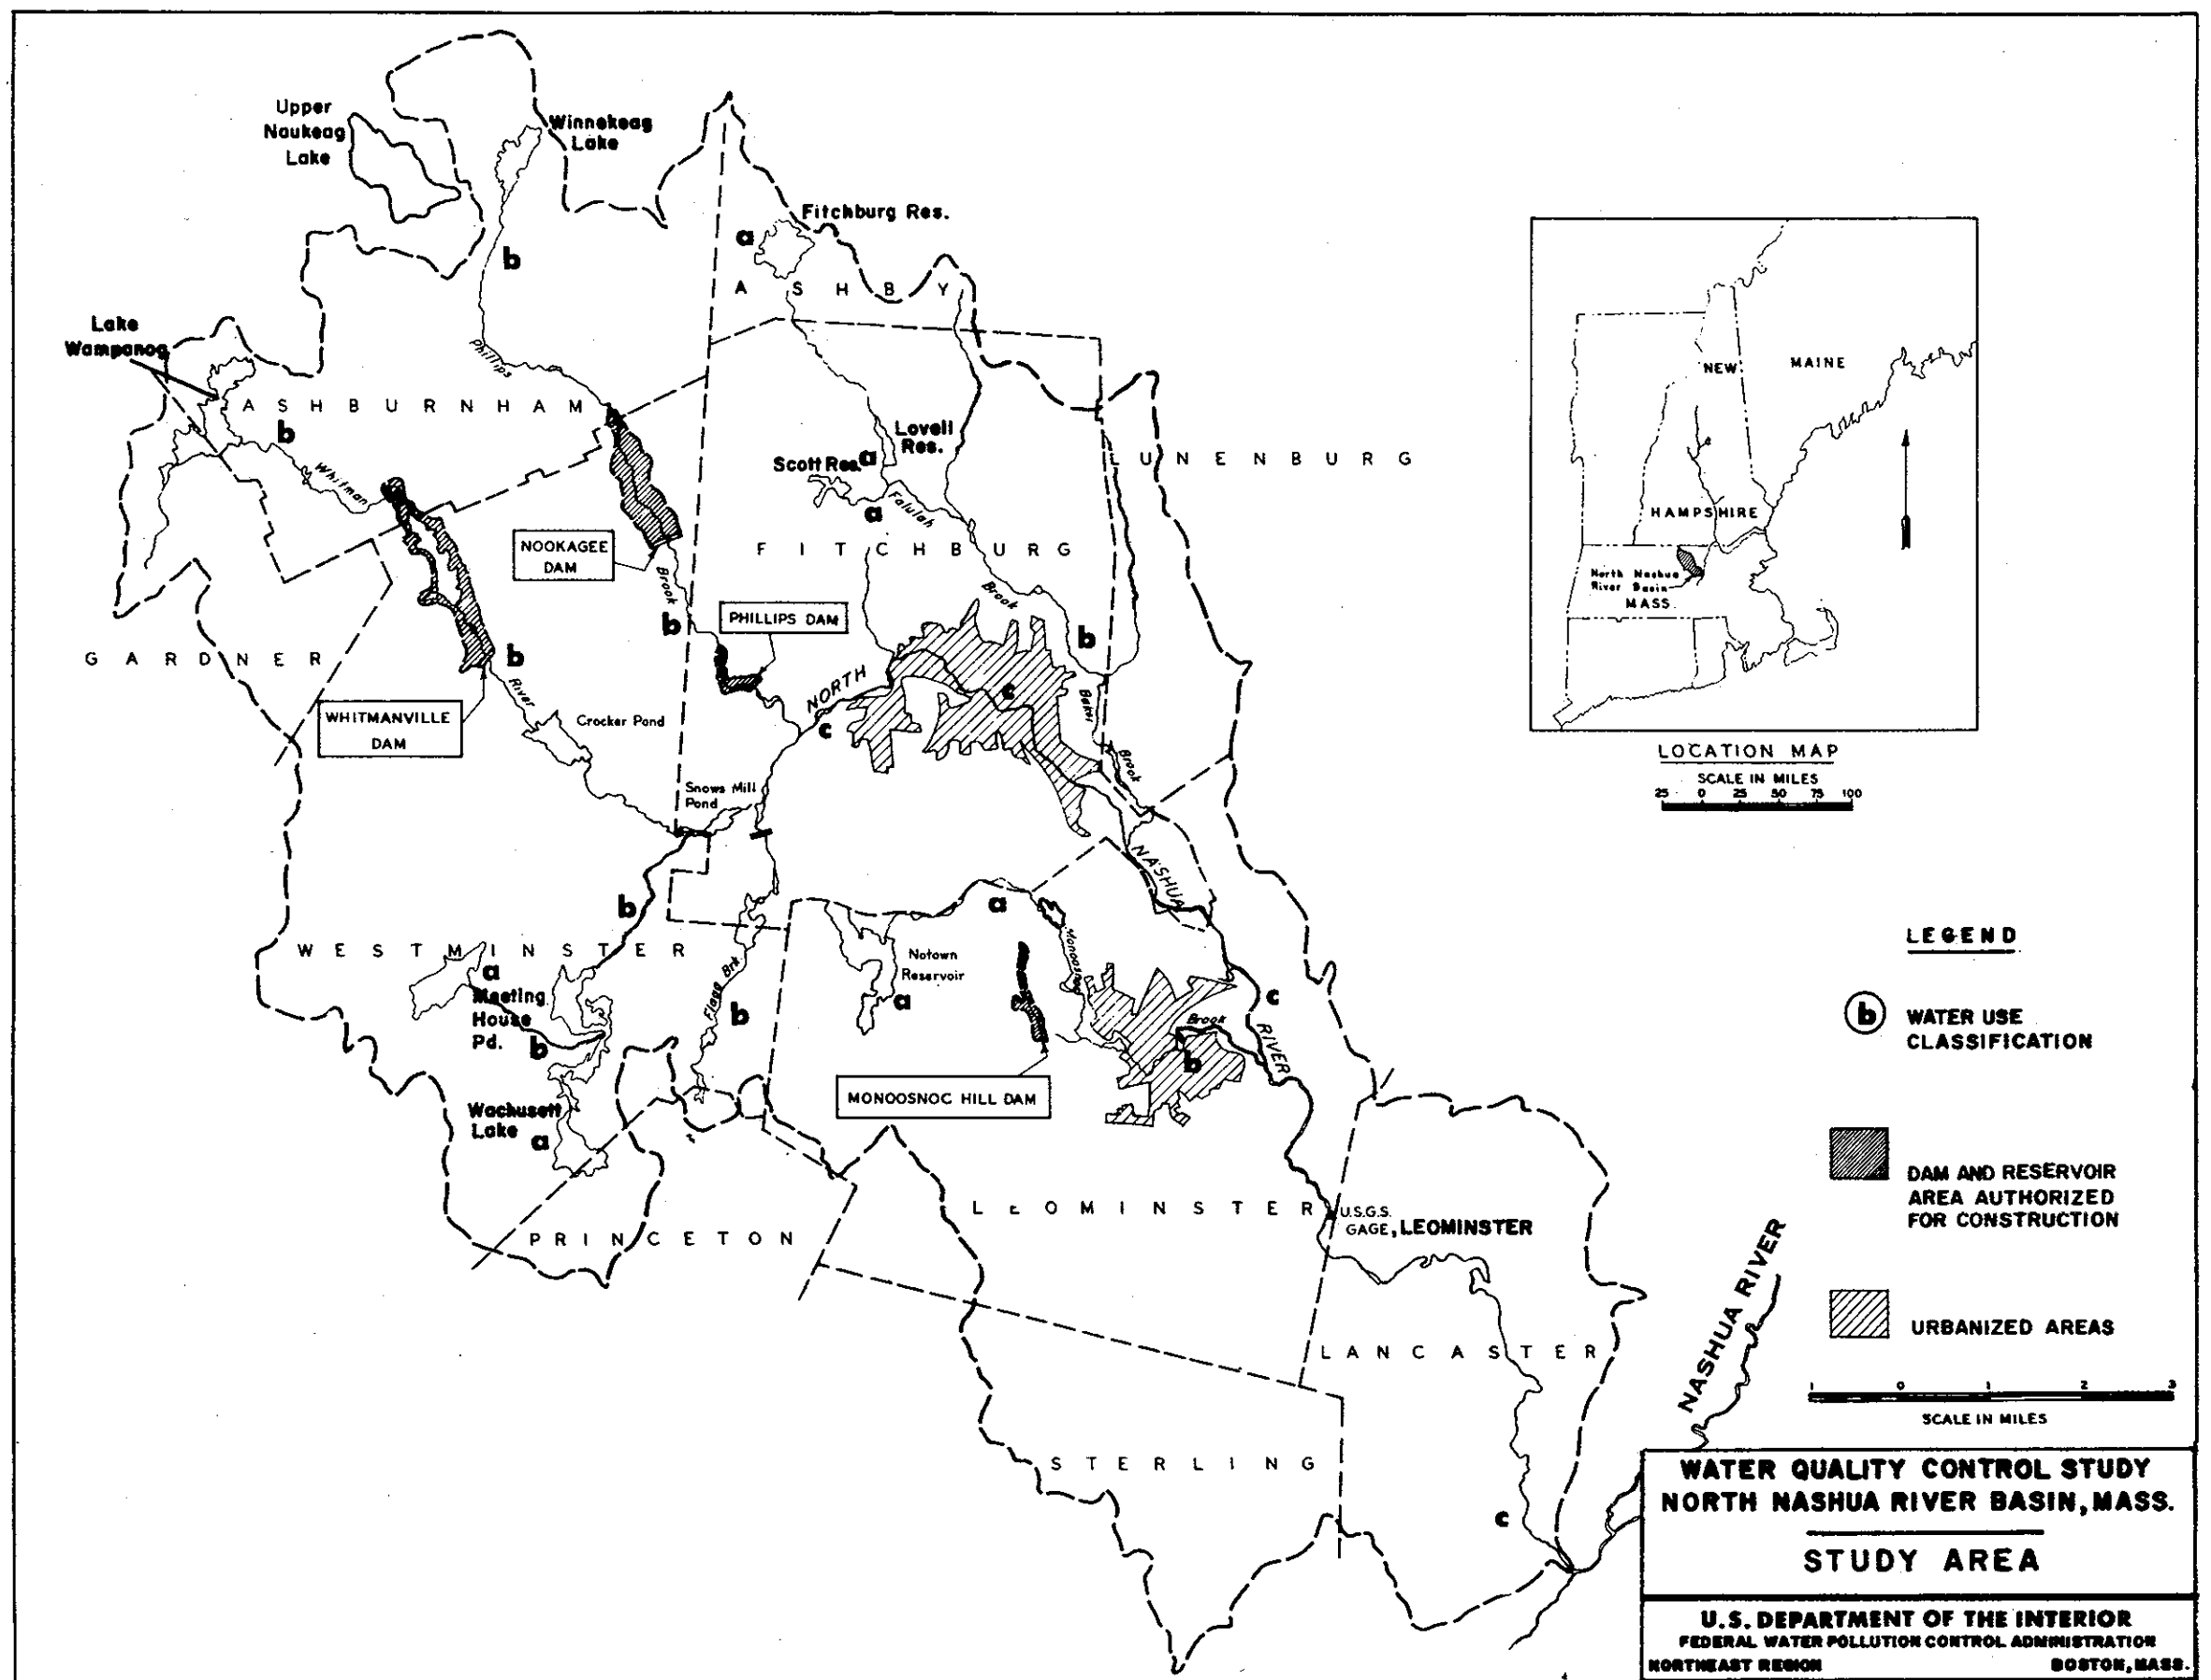 Upper
Naukeag
Lake
Winnekeag
Lake
b
Fitchburg Res.
a
A S H B Y
Lake
Wampanog
Phillips
A S H B U R N H A M
b
Whitman
Lovell
Res.
Scott Res.
a
a
Falulah
L U N E N B U R G
NOOKAGEE
DAM
F I T C H B U R G
Brook
Brook
b
PHILLIPS DAM
b
G A R D N E R
b
River
WHITMANVILLE
DAM
Crocker Pond
NORTH
c
c
Baker
Brook
Snows Mill
Pond
NASHUA
b
a
W E S T M I N S T E R
a
Meeting
House
Pd.
b
Flagg Brk.
b
Notown
Reservoir
a
Monoosnoc
Brook
b
c
RIVER
MONOOSNOC HILL DAM
Wachusett
Lake
a
P R I N C E T O N
L E O M I N S T E R
U.S.G.S.
GAGE, LEOMINSTER
L A N C A S T E R
S T E R L I N G
c
NASHUA RIVER
NEW
MAINE
HAMPSHIRE
North Nashua
River Basin
MASS.
LOCATION MAP
SCALE IN MILES
25 0 25 50 75 100
LEGEND
b
WATER USE
CLASSIFICATION
DAM AND RESERVOIR
AREA AUTHORIZED
FOR CONSTRUCTION
URBANIZED AREAS
1 0 1 2 3
SCALE IN MILES
WATER QUALITY CONTROL STUDY
NORTH NASHUA RIVER BASIN, MASS.
STUDY AREA
U.S. DEPARTMENT OF THE INTERIOR
FEDERAL WATER POLLUTION CONTROL ADMINISTRATION
NORTHEAST REGION BOSTON, MASS.